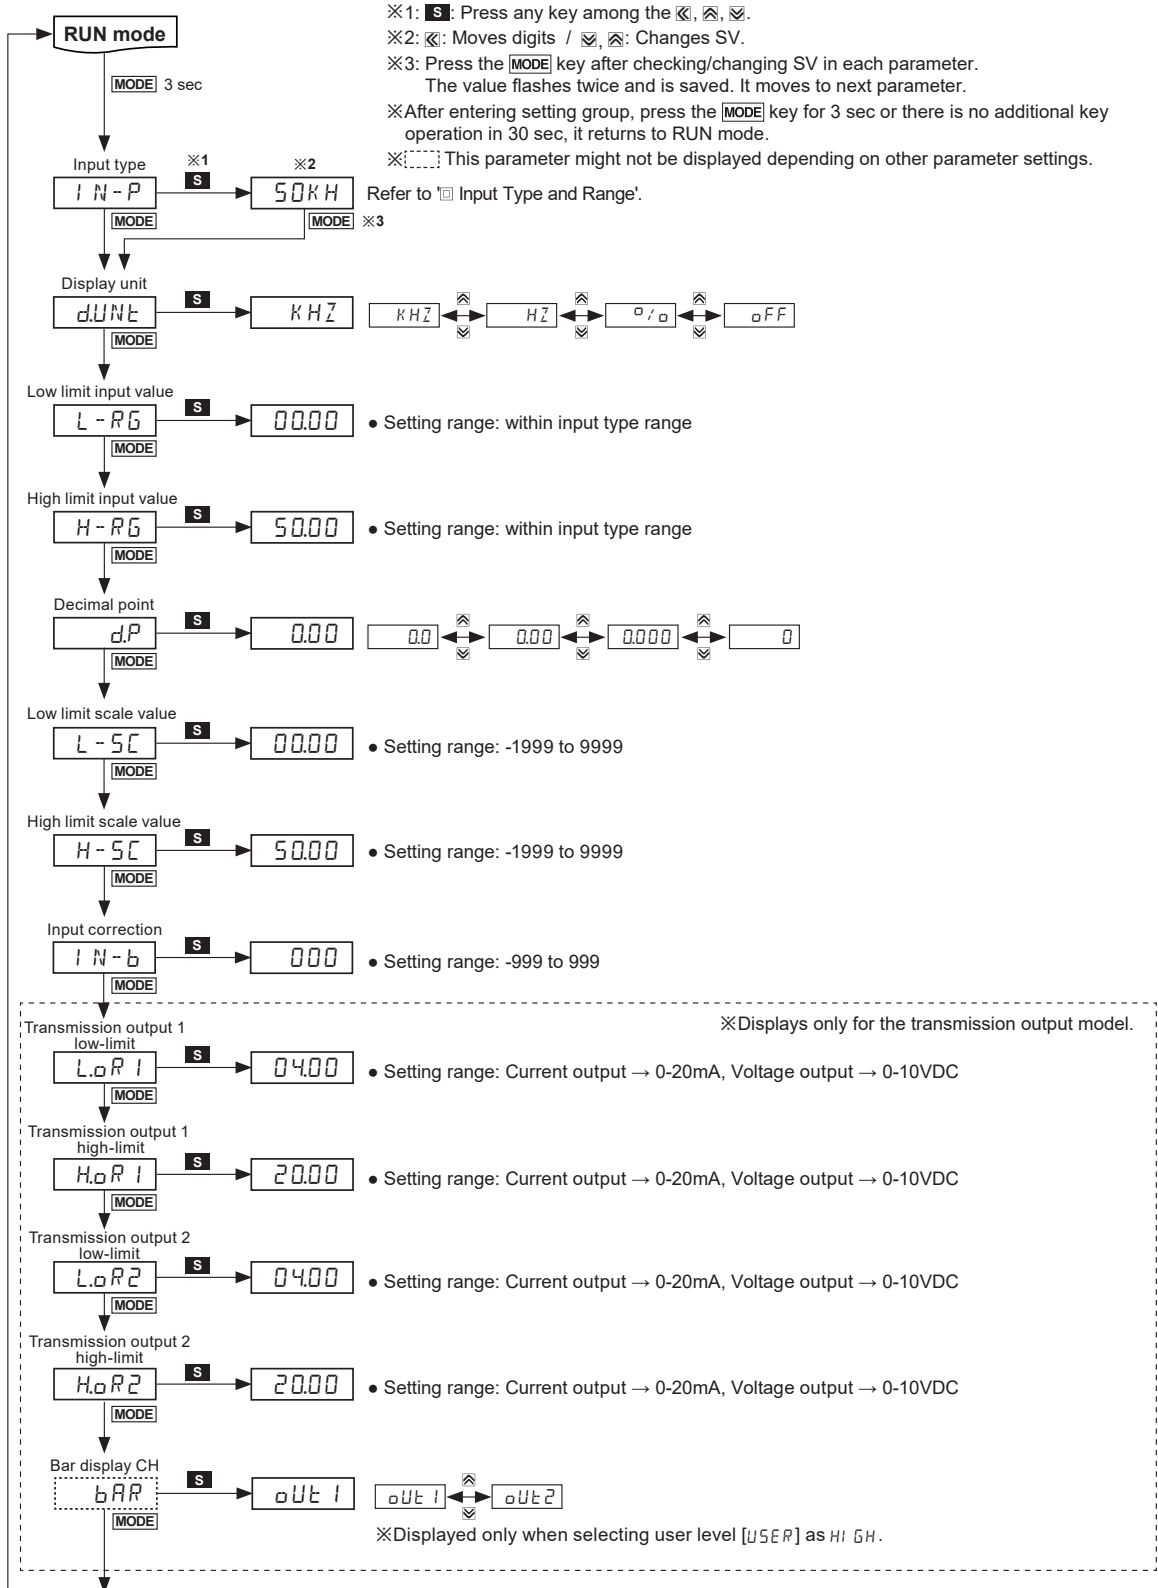 ※1: S: Press any key among the «, ︽, ︾.
※2: «: Moves digits / ︾, ︽: Changes SV.
※3: Press the MODE key after checking/changing SV in each parameter.
The value flashes twice and is saved. It moves to next parameter.
※After entering setting group, press the MODE key for 3 sec or there is no additional key
operation in 30 sec, it returns to RUN mode.
※ This parameter might not be displayed depending on other parameter settings.
RUN mode
MODE 3 sec
Input type ※1 ※2
IN-P S 50KH Refer to '回 Input Type and Range'.
MODE MODE ※3
Display unit
d.UNt S KHZ KHZ HZ o/o oFF
MODE
Low limit input value
L-RG S 00.00 ● Setting range: within input type range
MODE
High limit input value
H-RG S 50.00 ● Setting range: within input type range
MODE
Decimal point
d.P S 0.00 0.0 0.00 0.000 0
MODE
Low limit scale value
L-SC S 00.00 ● Setting range: -1999 to 9999
MODE
High limit scale value
H-SC S 50.00 ● Setting range: -1999 to 9999
MODE
Input correction
IN-b S 000 ● Setting range: -999 to 999
MODE
※Displays only for the transmission output model.
Transmission output 1
low-limit
L.oR1 S 04.00 ● Setting range: Current output → 0-20mA, Voltage output → 0-10VDC
MODE
Transmission output 1
high-limit
H.oR1 S 20.00 ● Setting range: Current output → 0-20mA, Voltage output → 0-10VDC
MODE
Transmission output 2
low-limit
L.oR2 S 04.00 ● Setting range: Current output → 0-20mA, Voltage output → 0-10VDC
MODE
Transmission output 2
high-limit
H.oR2 S 20.00 ● Setting range: Current output → 0-20mA, Voltage output → 0-10VDC
MODE
Bar display CH
bAR S oUt1 oUt1 oUt2
MODE
※Displayed only when selecting user level [USER] as HIGH.